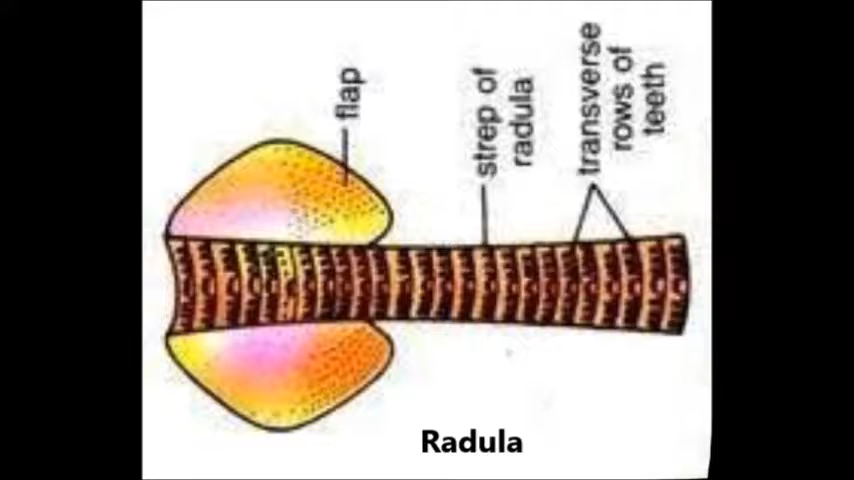 flap
strep of
radula
transverse
rows of
teeth
Radula